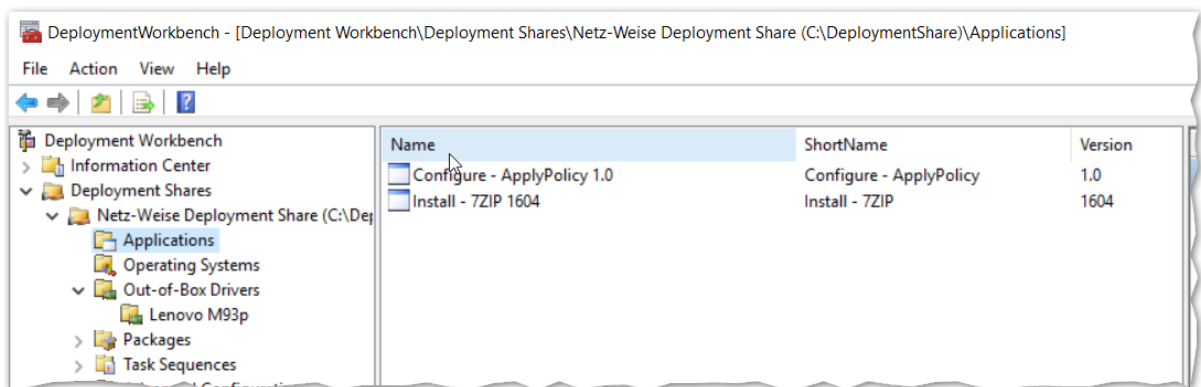 DeploymentWorkbench - [Deployment Workbench\Deployment Shares\Netz-Weise Deployment Share (C:\DeploymentShare)\Applications]
File Action View Help
Deployment Workbench
Information Center
Deployment Shares
Netz-Weise Deployment Share (C:\Dep
Applications
Operating Systems
Out-of-Box Drivers
Lenovo M93p
Packages
Task Sequences
Name ShortName Version
Configure - ApplyPolicy 1.0 Configure - ApplyPolicy 1.0
Install - 7ZIP 1604 Install - 7ZIP 1604